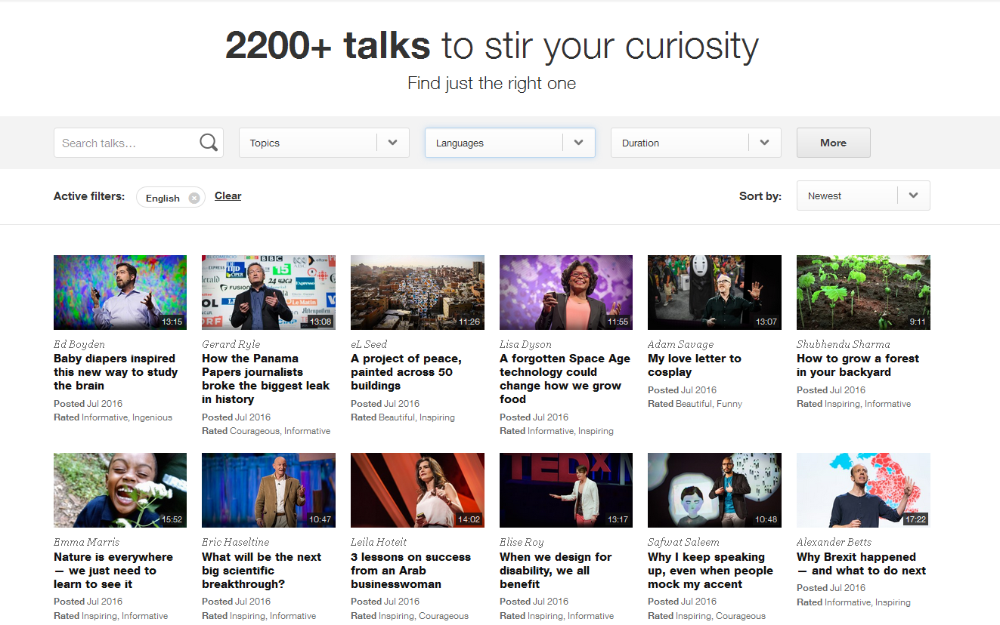 2200+ talks to stir your curiosity
Find just the right one
Search talks...
Topics
Languages
Duration
More
Active filters:
English
Clear
Sort by:
Newest
BBC
EXPRESS
DE TIJD
15
FUSION
24 часа
Expresso
Le Matin
Aftenposten
13:15
13:08
11:26
11:55
13:07
9:11
Ed Boyden
Baby diapers inspired
this new way to study
the brain
Posted Jul 2016
Rated Informative, Ingenious
Gerard Ryle
How the Panama
Papers journalists
broke the biggest leak
in history
Posted Jul 2016
Rated Courageous, Informative
eL Seed
A project of peace,
painted across 50
buildings
Posted Jul 2016
Rated Beautiful, Inspiring
Lisa Dyson
A forgotten Space Age
technology could
change how we grow
food
Posted Jul 2016
Rated Informative, Inspiring
Adam Savage
My love letter to
cosplay
Posted Jul 2016
Rated Beautiful, Funny
Shubhendu Sharma
How to grow a forest
in your backyard
Posted Jul 2016
Rated Inspiring, Informative
TEDX
15:52
10:47
14:02
13:17
10:48
17:22
Emma Marris
Nature is everywhere
— we just need to
learn to see it
Posted Jul 2016
Rated Inspiring, Informative
Eric Haseltine
What will be the next
big scientific
breakthrough?
Posted Jul 2016
Rated Inspiring, Informative
Leila Hoteit
3 lessons on success
from an Arab
businesswoman
Posted Jul 2016
Rated Inspiring, Courageous
Elise Roy
When we design for
disability, we all
benefit
Posted Jul 2016
Rated Inspiring, Informative
Safwat Saleem
Why I keep speaking
up, even when people
mock my accent
Posted Jul 2016
Rated Inspiring, Courageous
Alexander Betts
Why Brexit happened
— and what to do next
Posted Jul 2016
Rated Informative, Inspiring